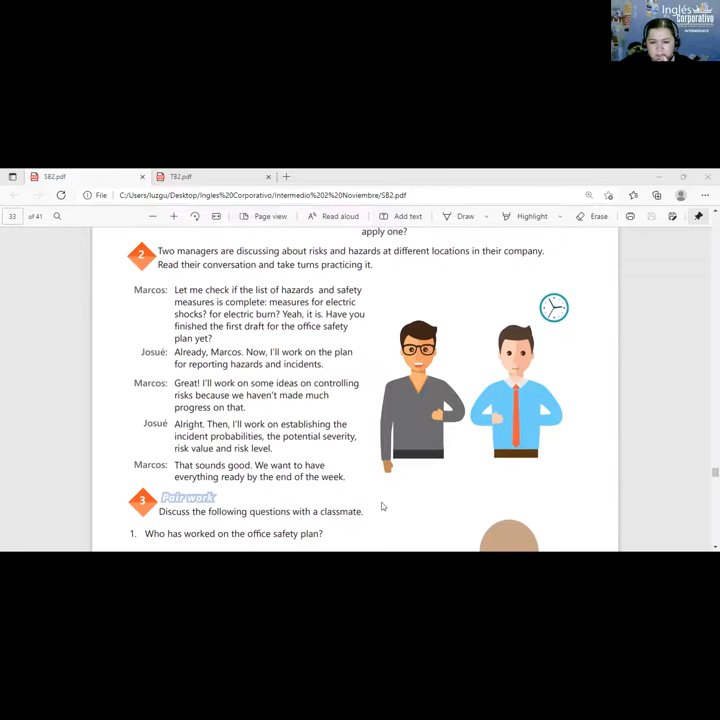 Inglés
Corporativo
INTERMEDIATE
SB2.pdf
TB2.pdf
File
C:/Users/luzgu/Desktop/Ingles%20Corporativo/Intermedio%202%20Noviembre/SB2.pdf
33 of 41
Page view
Read aloud
Add text
Draw
Highlight
Erase
apply one?
2
Two managers are discussing about risks and hazards at different locations in their company.
Read their conversation and take turns practicing it.
Marcos: Let me check if the list of hazards and safety
measures is complete: measures for electric
shocks? for electric burn? Yeah, it is. Have you
finished the first draft for the office safety
plan yet?
Josué: Already, Marcos. Now, I'll work on the plan
for reporting hazards and incidents.
Marcos: Great! I'll work on some ideas on controlling
risks because we haven't made much
progress on that.
Josué Alright. Then, I'll work on establishing the
incident probabilities, the potential severity,
risk value and risk level.
Marcos: That sounds good. We want to have
everything ready by the end of the week.
3
Pair work
Discuss the following questions with a classmate.
1. Who has worked on the office safety plan?